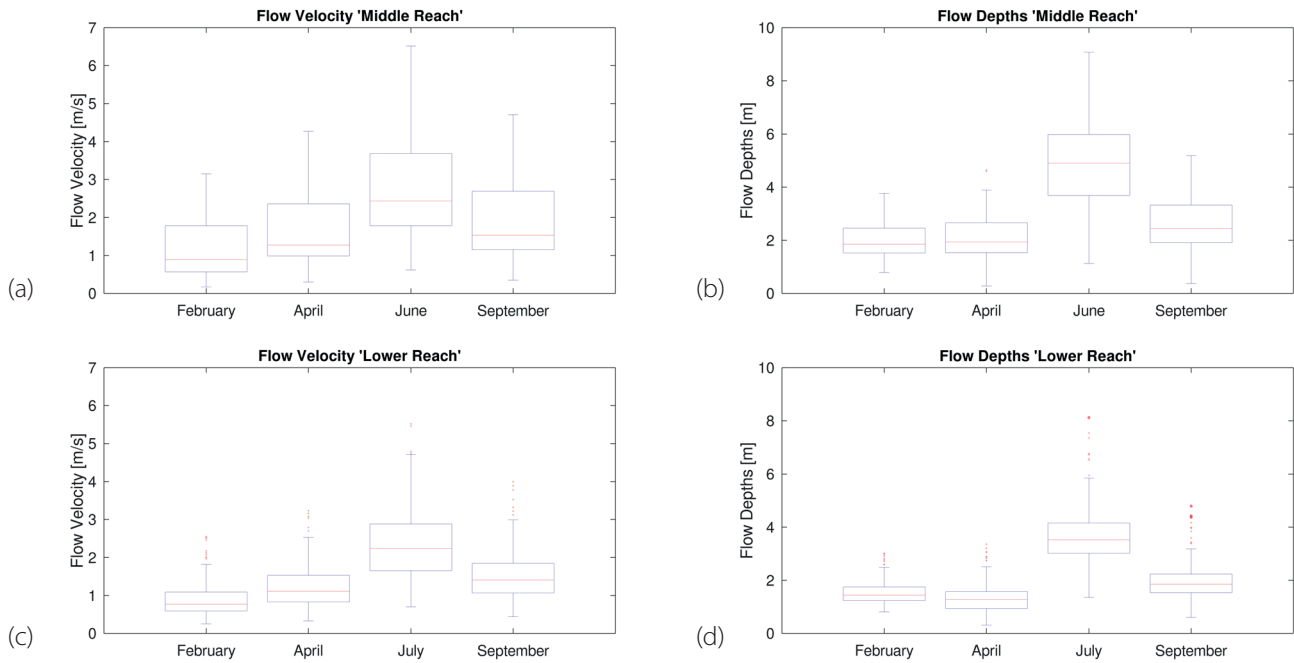 Flow Velocity 'Middle Reach'
7
6
5
4
3
2
1
0
Flow Velocity [m/s]
February April June September
(a)
Flow Depths 'Middle Reach'
10
8
6
4
2
0
Flow Depths [m]
February April June September
(b)
Flow Velocity 'Lower Reach'
7
6
5
4
3
2
1
0
Flow Velocity [m/s]
February April July September
(c)
Flow Depths 'Lower Reach'
10
8
6
4
2
0
Flow Depths [m]
February April July September
(d)